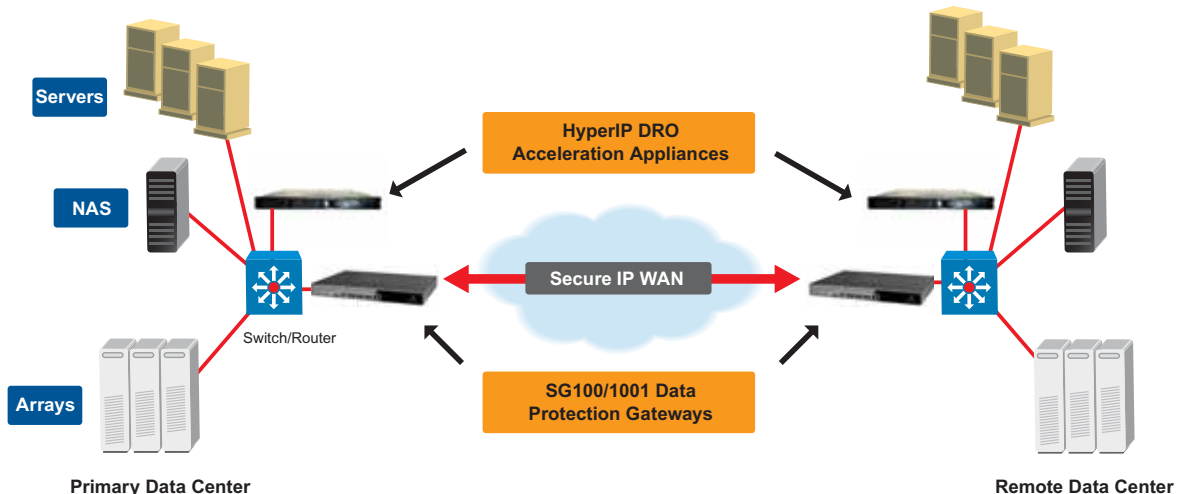 Servers
HyperIP DRO
Acceleration Appliances
NAS
Secure IP WAN
Switch/Router
SG100/1001 Data
Protection Gateways
Arrays
Primary Data Center
Remote Data Center